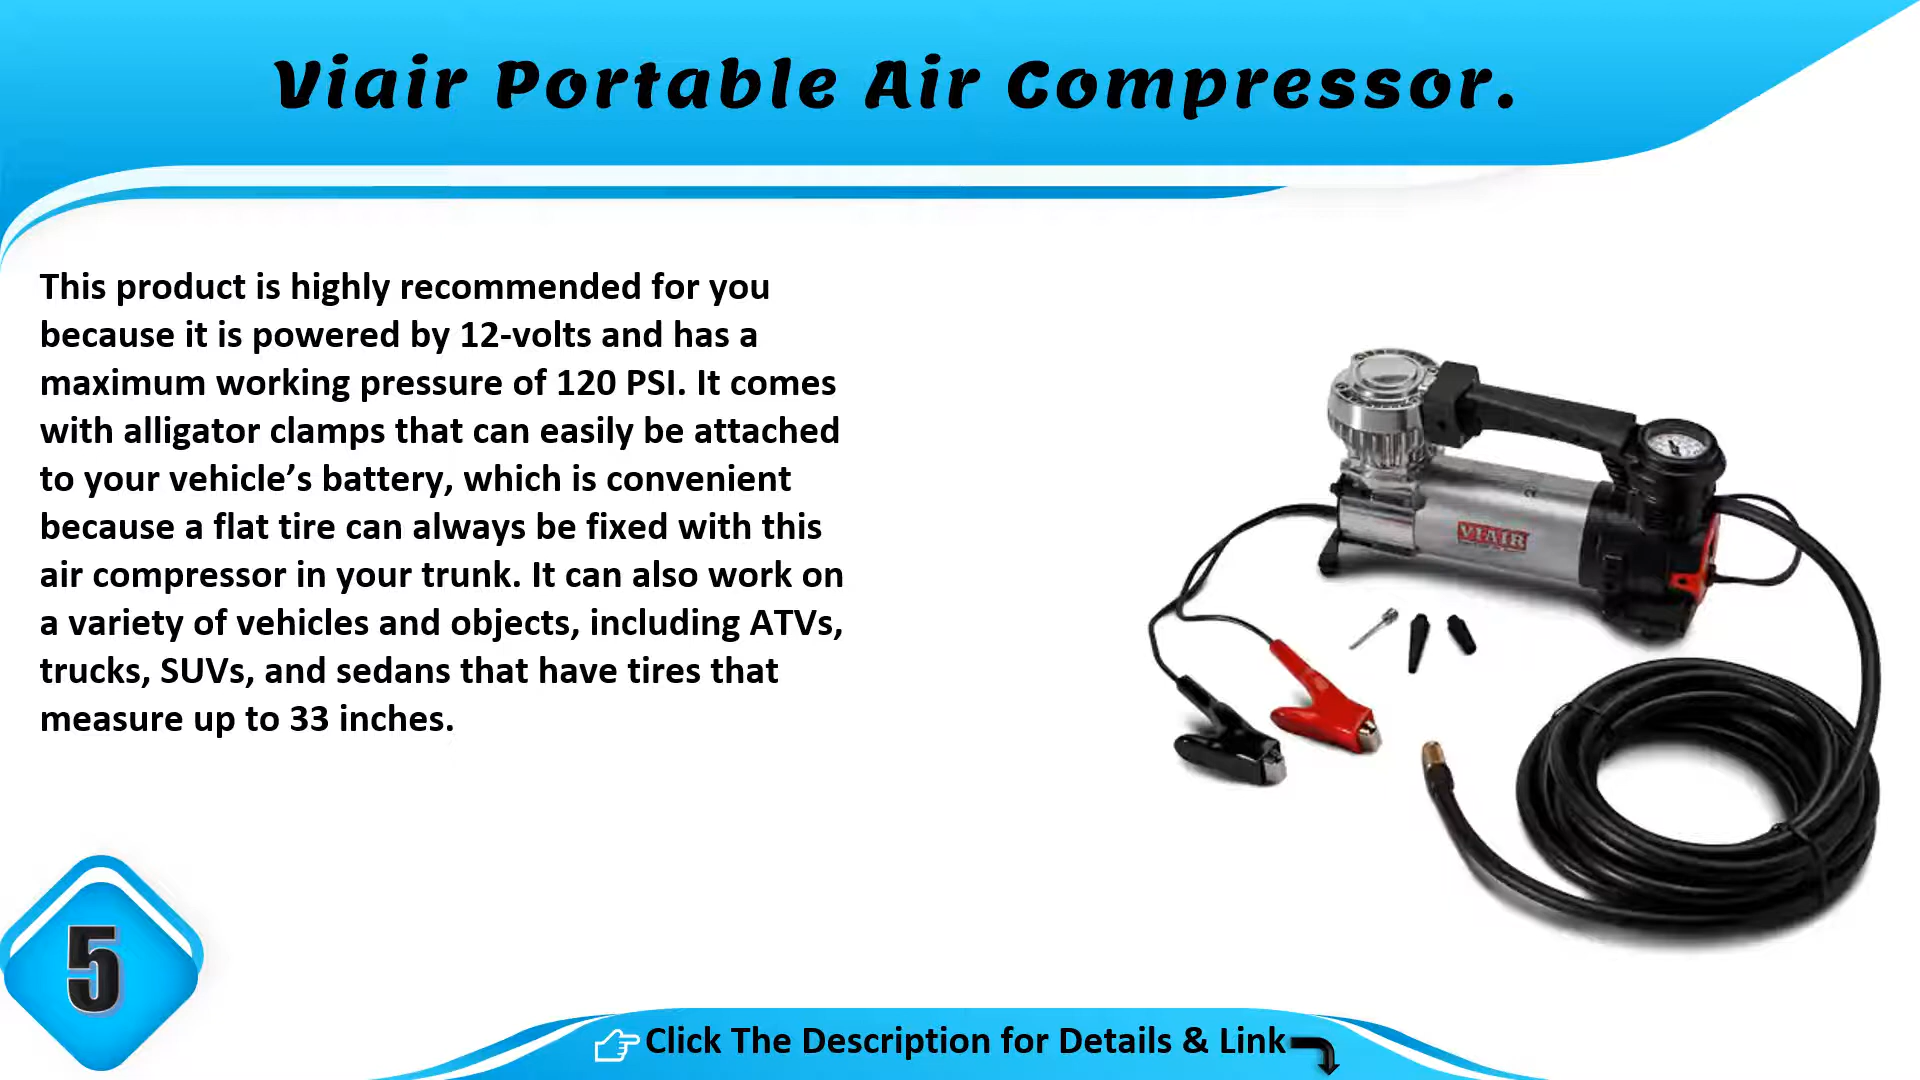 Viair Portable Air Compressor.
This product is highly recommended for you
because it is powered by 12-volts and has a
maximum working pressure of 120 PSI. It comes
with alligator clamps that can easily be attached
to your vehicle’s battery, which is convenient
because a flat tire can always be fixed with this
air compressor in your trunk. It can also work on
a variety of vehicles and objects, including ATVs,
trucks, SUVs, and sedans that have tires that
measure up to 33 inches.
VIAIR
5
Click The Description for Details & Link